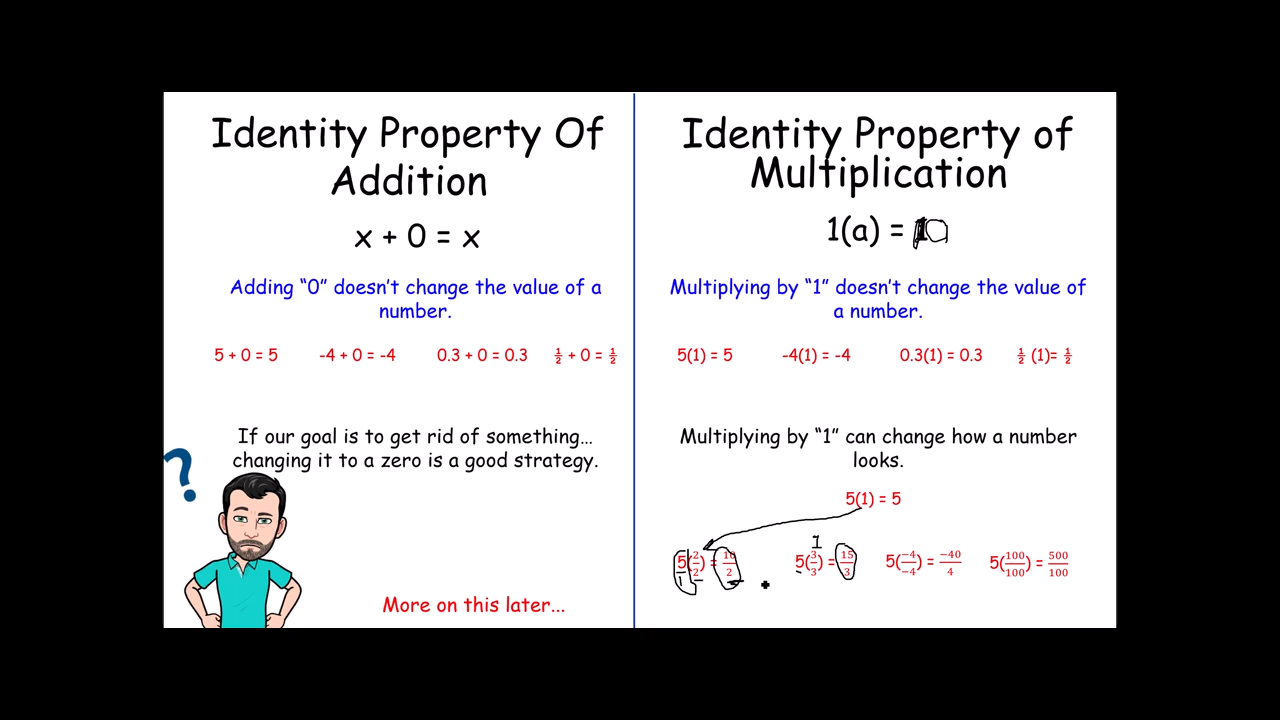 Identity Property Of
Addition
x + 0 = x
Adding “0” doesn’t change the value of a
number.
5 + 0 = 5 -4 + 0 = -4 0.3 + 0 = 0.3 1/2 + 0 = 1/2
If our goal is to get rid of something…
changing it to a zero is a good strategy.
?
More on this later...
Identity Property of
Multiplication
1(a) =
Multiplying by “1” doesn’t change the value of
a number.
5(1) = 5 -4(1) = -4 0.3(1) = 0.3 1/2 (1)= 1/2
Multiplying by “1” can change how a number
looks.
5(1) = 5
1
5(2/2) = 10/2 5(3/3) = 15/3 5(-4/-4) = -40/4 5(100/100) = 500/100
1